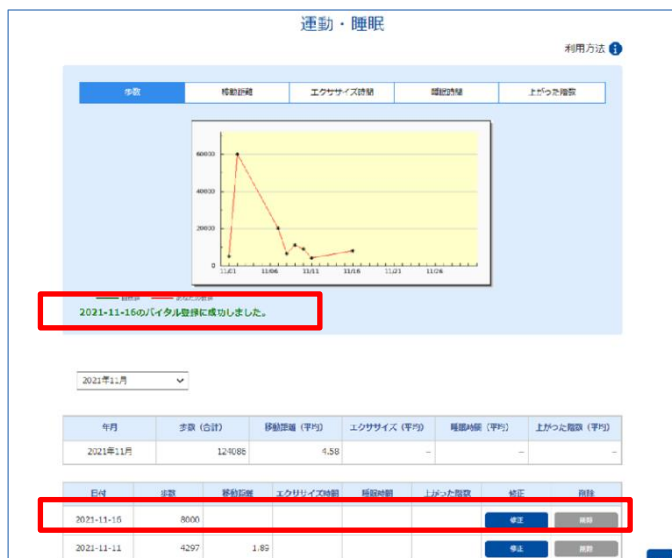 運動・睡眠
利用方法
歩数 移動距離 エクササイズ時間 睡眠時間 上がった階数
60000
40000
20000
0
11/01 11/06 11/11 11/16 11/21 11/26
2021-11-16のバイタル登録に成功しました。
2021年11月
年月 歩数（合計） 移動距離（平均） エクササイズ（平均） 睡眠時間（平均） 上がった階数（平均）
2021年11月 124086 4.58 – – –
日付 歩数 移動距離 エクササイズ時間 睡眠時間 上がった階数 修正 削除
2021-11-16 8000 修正 削除
2021-11-11 4297 1.89 修正 削除